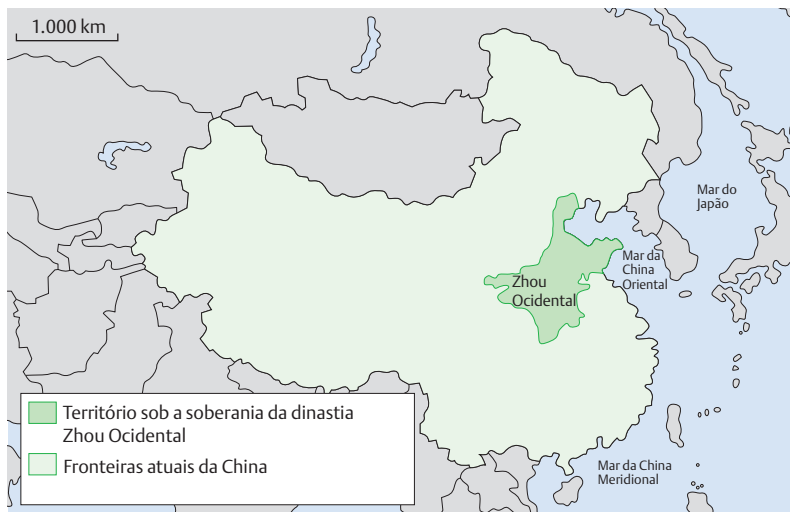 1.000 km
Mar do
Japão
Mar da
China
Oriental
Zhou
Ocidental
Território sob a soberania da dinastia
Zhou Ocidental
Fronteiras atuais da China
Mar da China
Meridional